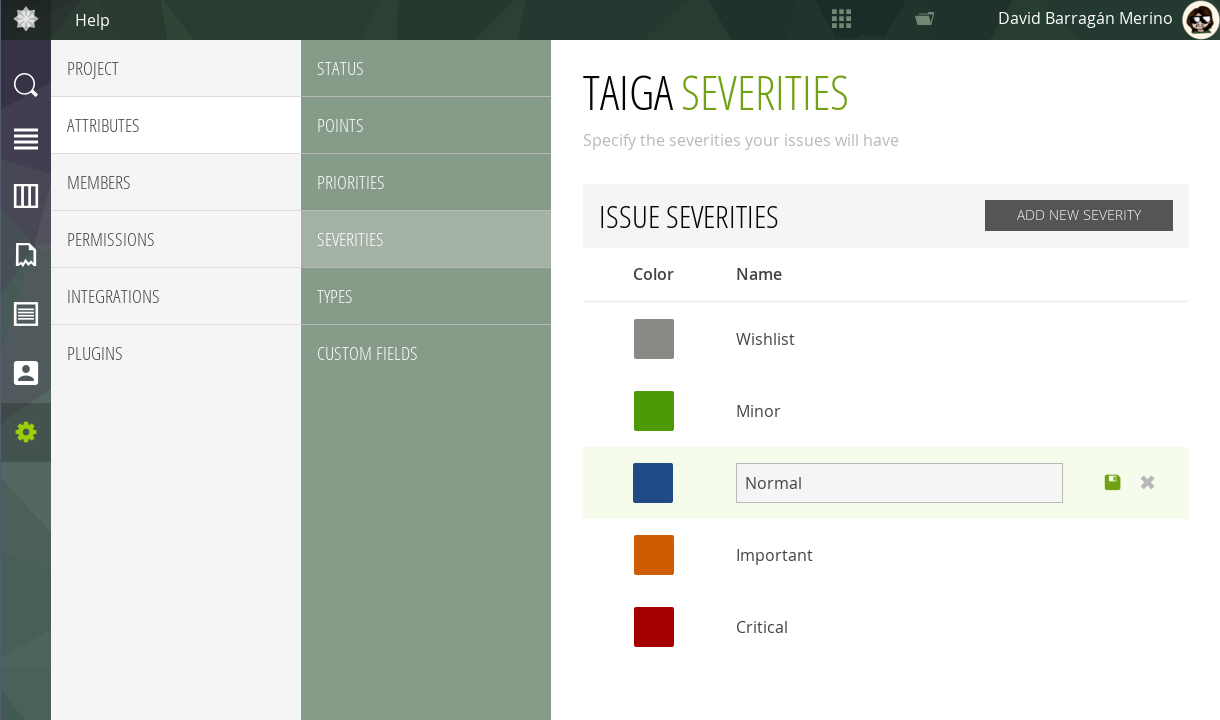 Help
David Barragán Merino
PROJECT
ATTRIBUTES
MEMBERS
PERMISSIONS
INTEGRATIONS
PLUGINS
STATUS
POINTS
PRIORITIES
SEVERITIES
TYPES
CUSTOM FIELDS
TAIGA SEVERITIES
Specify the severities your issues will have
ISSUE SEVERITIES
ADD NEW SEVERITY
Color Name
Wishlist
Minor
Normal
Important
Critical